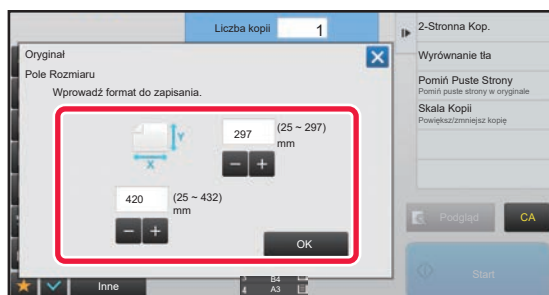 Liczba kopii 1
Oryginał
Pole Rozmiaru
Wprowadź format do zapisania.
Y
X
297
(25 ~ 297)
mm
420
(25 ~ 432)
mm
OK
2-Stronna Kop.
Wyrównanie tła
Pomiń Puste Strony
Pomiń puste strony w oryginale
Skala Kopii
Powiększ/zmniejsz kopię
Podgląd
CA
Start
Inne
3 B4
4 A3